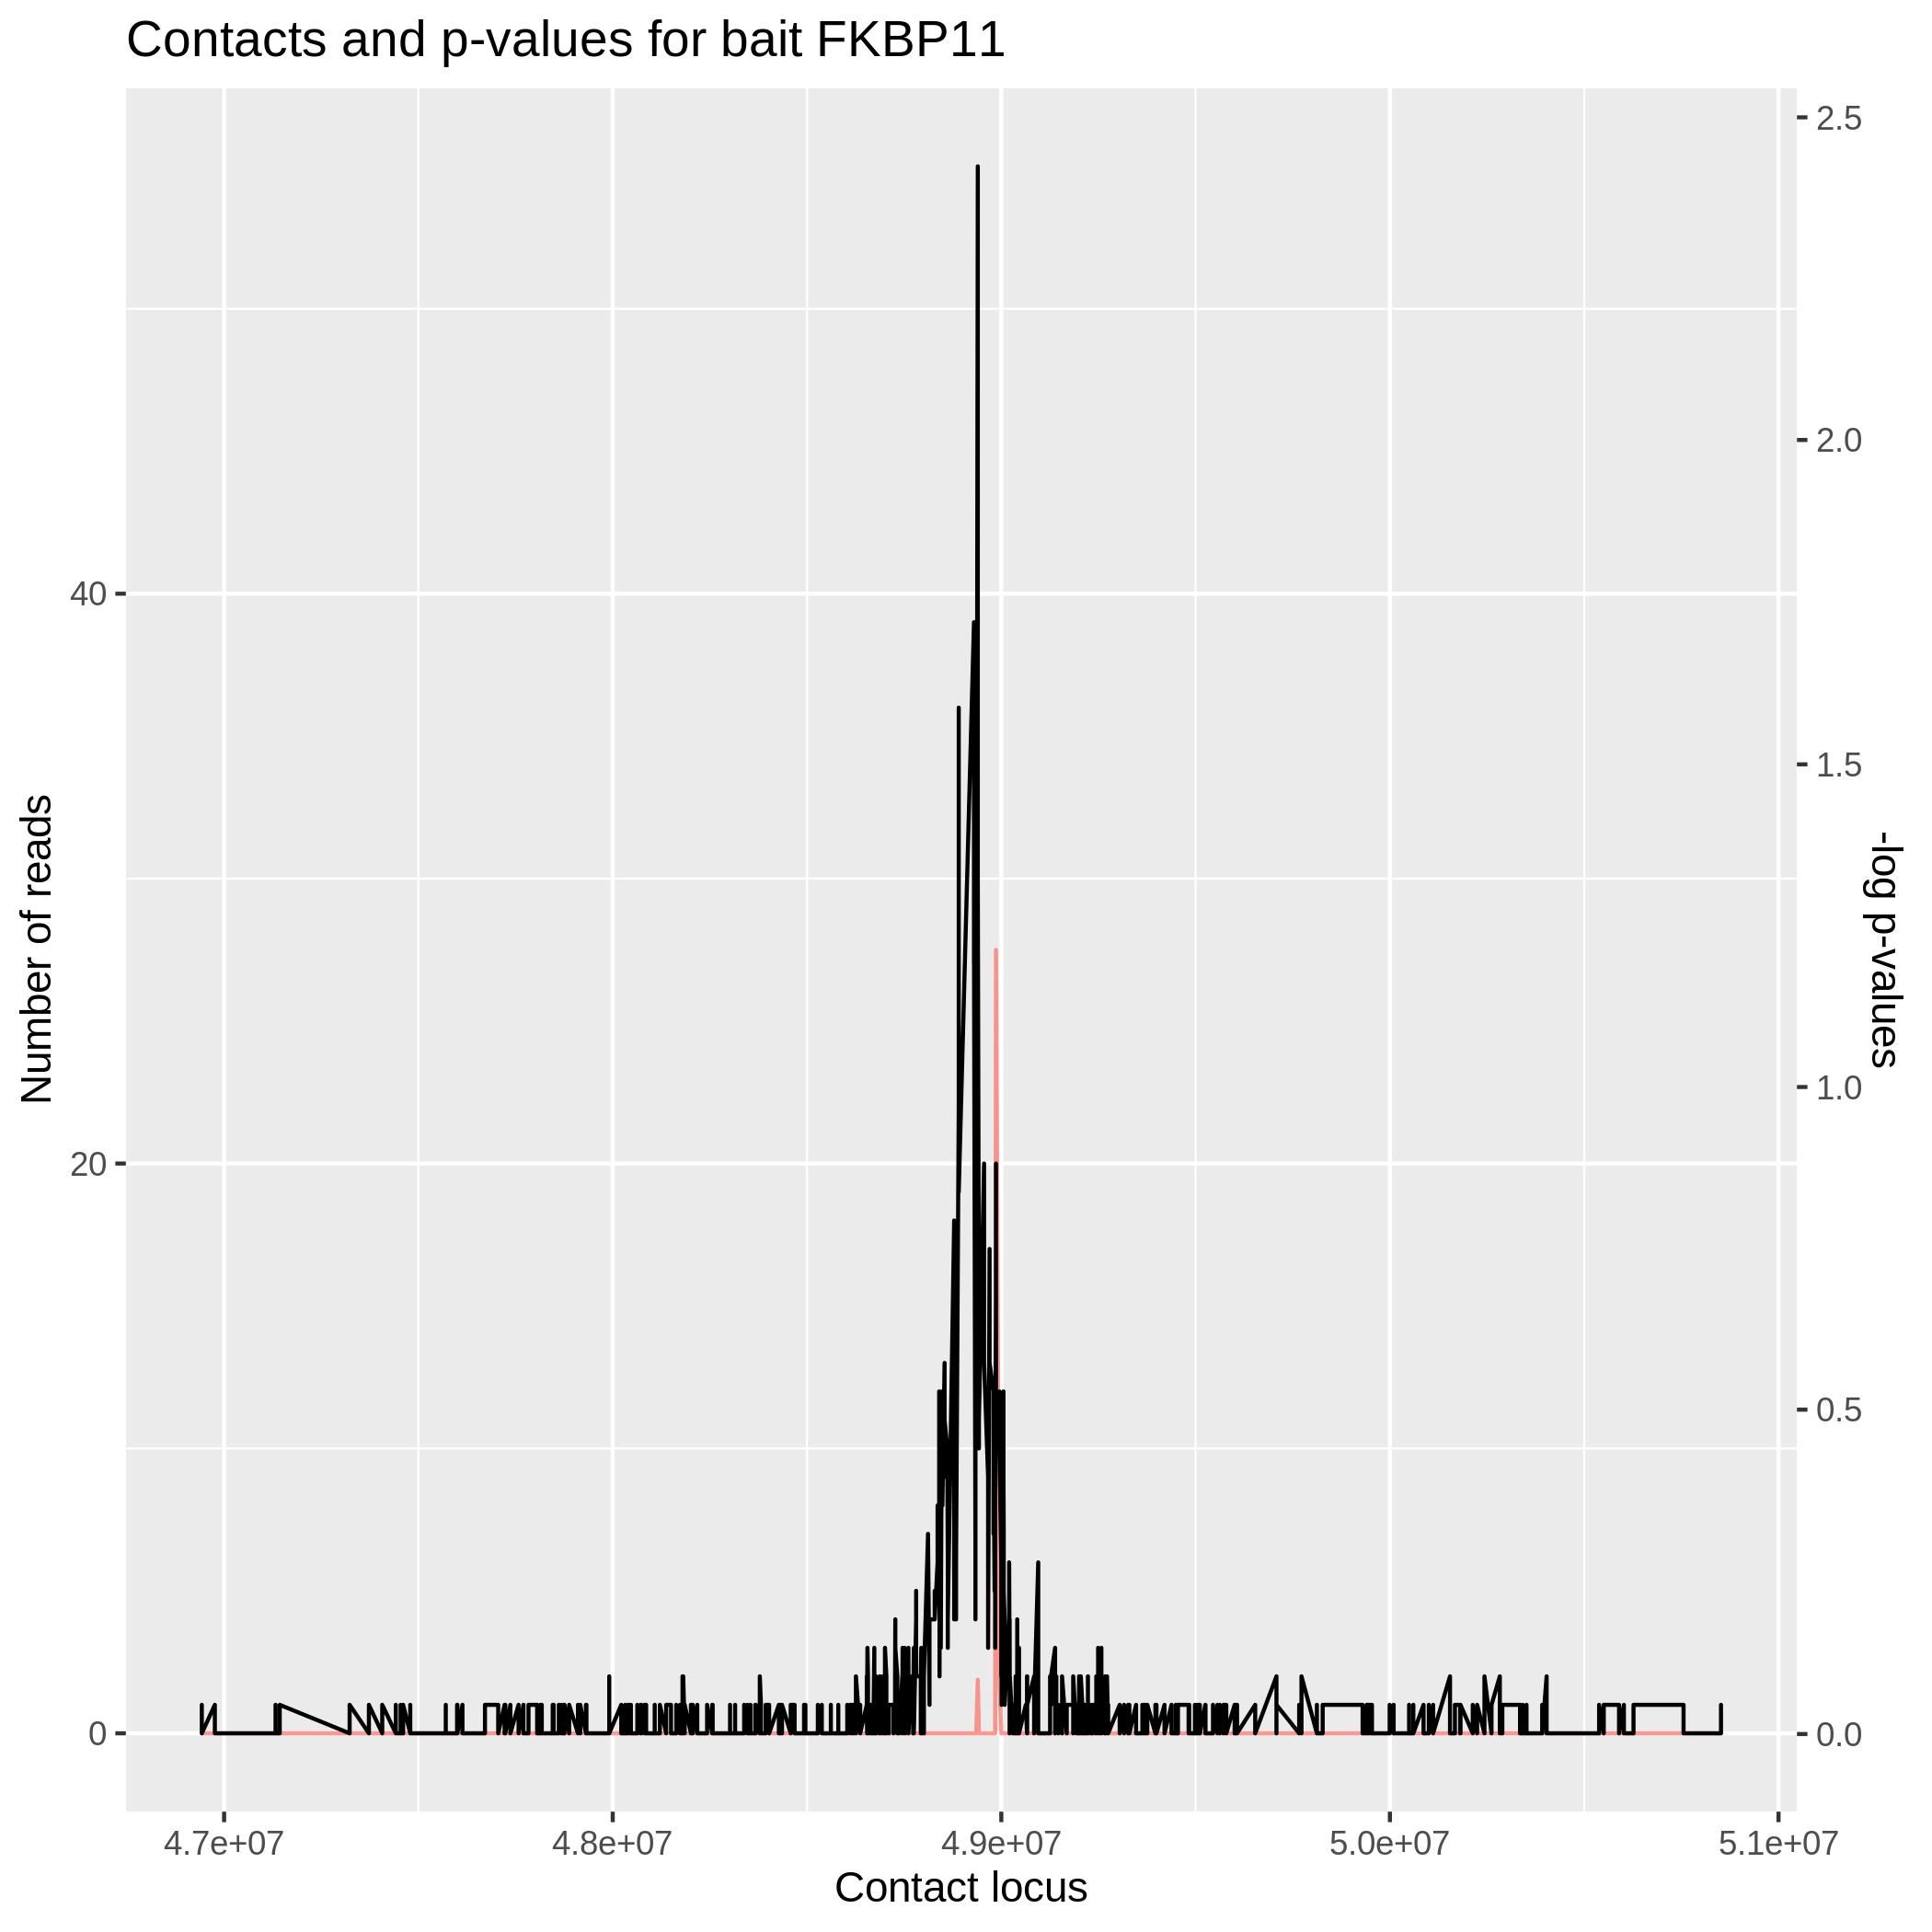 Contacts and p-values for bait FKBP11
Number of reads
40
20
0
2.5
2.0
1.5
1.0
0.5
0.0
-log p-values
4.7e+07
4.8e+07
4.9e+07
5.0e+07
5.1e+07
Contact locus